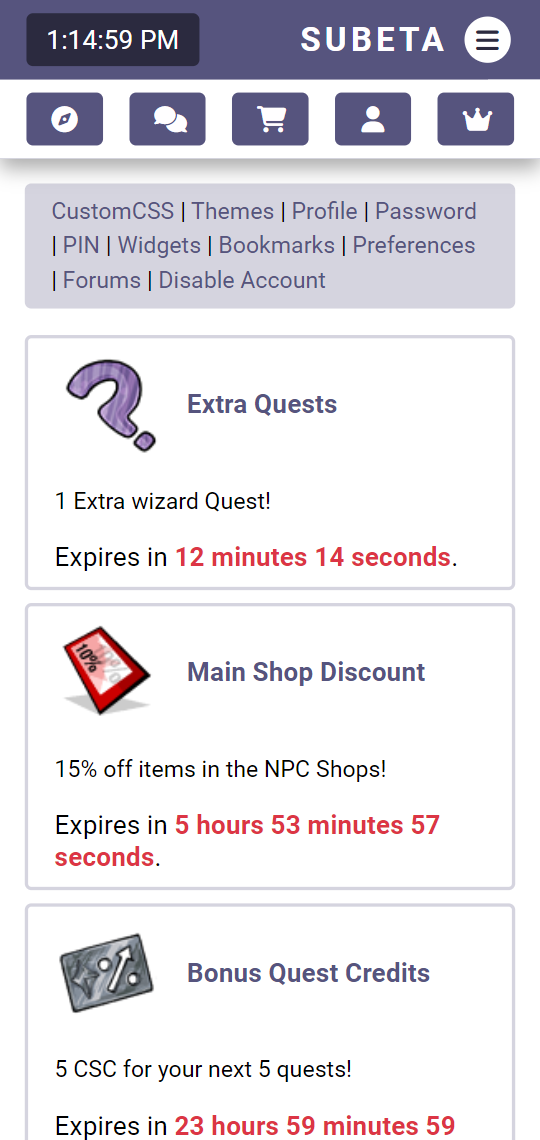 1:14:59 PM
SUBETA
CustomCSS | Themes | Profile | Password
| PIN | Widgets | Bookmarks | Preferences
| Forums | Disable Account
Extra Quests
1 Extra wizard Quest!
Expires in 12 minutes 14 seconds.
10%
Main Shop Discount
15% off items in the NPC Shops!
Expires in 5 hours 53 minutes 57
seconds.
%
Bonus Quest Credits
5 CSC for your next 5 quests!
Expires in 23 hours 59 minutes 59